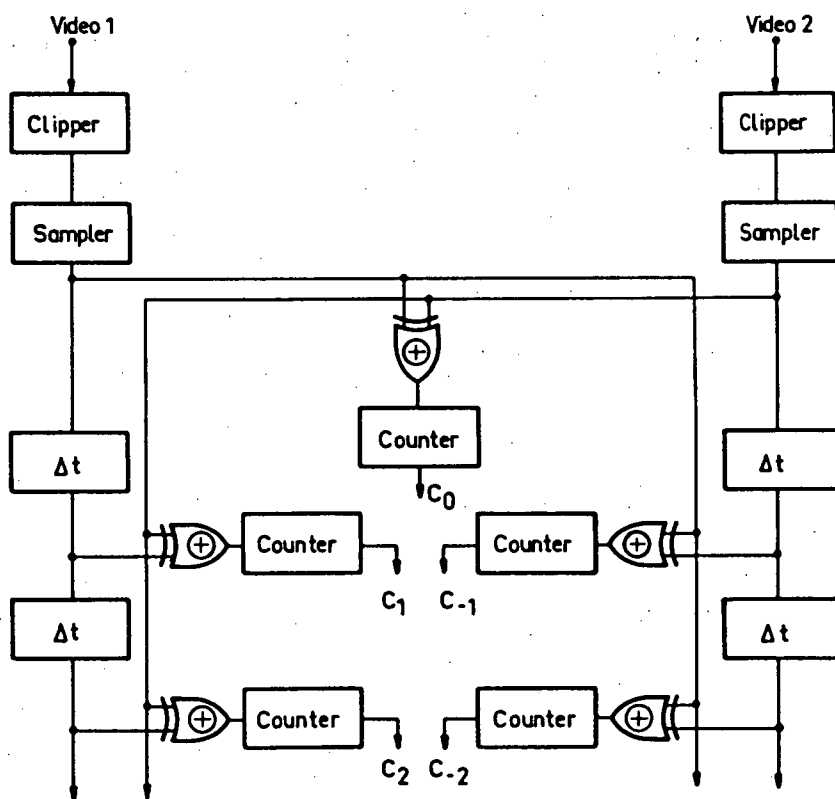 Video 1
Video 2
Clipper
Clipper
Sampler
Sampler
+
Counter
C0
Δt
Δt
+
Counter
C1
C-1
Counter
+
Δt
Δt
+
Counter
C2
C-2
Counter
+